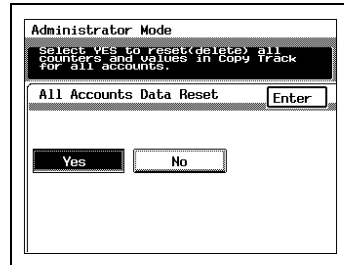 Administrator Mode
Select YES to reset(delete) all
counters and values in Copy Track
for all accounts.
All Accounts Data Reset
Enter
Yes
No